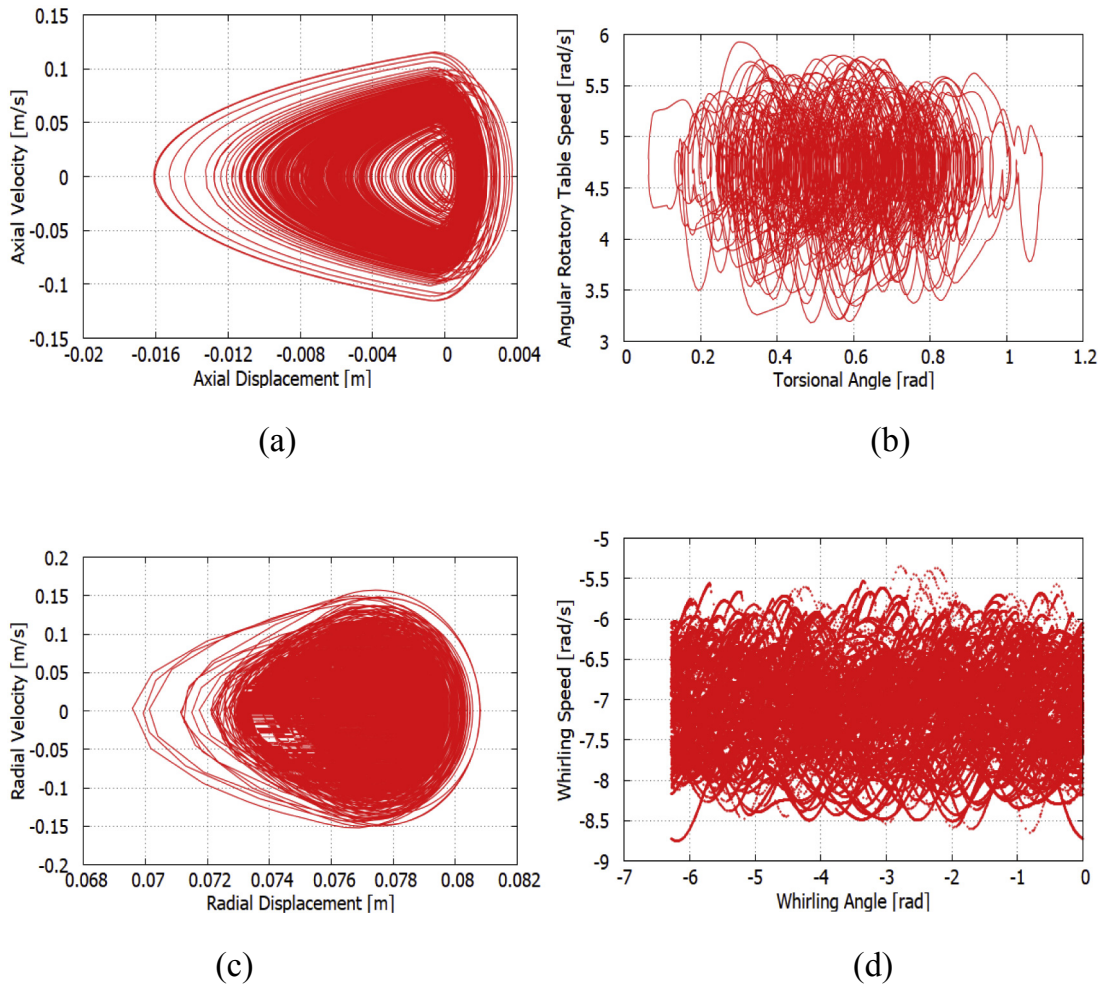 0.15
0.1
0.05
0
-0.05
-0.1
-0.15
Axial Velocity [m/s]
-0.02 -0.016 -0.012 -0.008 -0.004 0 0.004
Axial Displacement [m]
(a)
6
5.5
5
4.5
4
3.5
3
Angular Rotatory Table Speed [rad/s]
0 0.2 0.4 0.6 0.8 1 1.2
Torsional Angle [rad]
(b)
0.2
0.15
0.1
0.05
0
-0.05
-0.1
-0.15
-0.2
Radial Velocity [m/s]
0.068 0.07 0.072 0.074 0.076 0.078 0.08 0.082
Radial Displacement [m]
(c)
-5
-5.5
-6
-6.5
-7
-7.5
-8
-8.5
-9
Whirling Speed [rad/s]
-7 -6 -5 -4 -3 -2 -1 0
Whirling Angle [rad]
(d)